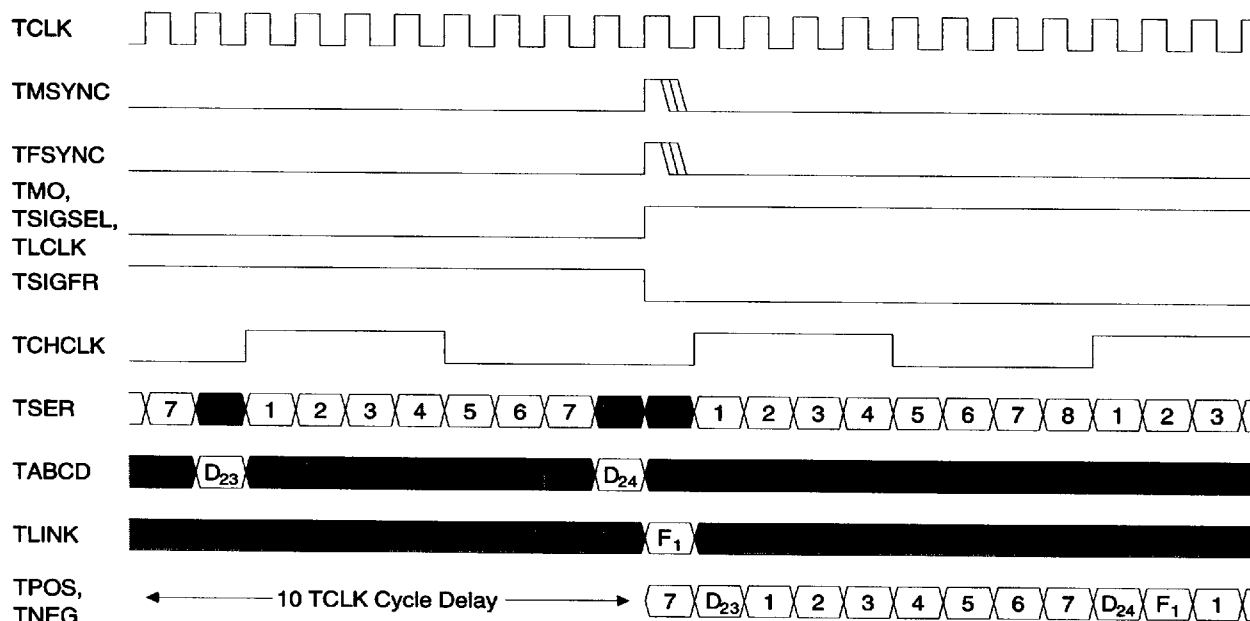 TCLK
TMSYNC
TFSYNC
TMO,
TSIGSEL,
TLCLK
TSIGFR
TCHCLK
TSER 7 1 2 3 4 5 6 7 1 2 3 4 5 6 7 8 1 2 3
TABCD D23 D24
TLINK F1
TPOS,
TNEG 10 TCLK Cycle Delay 7 D23 1 2 3 4 5 6 7 D24 F1 1